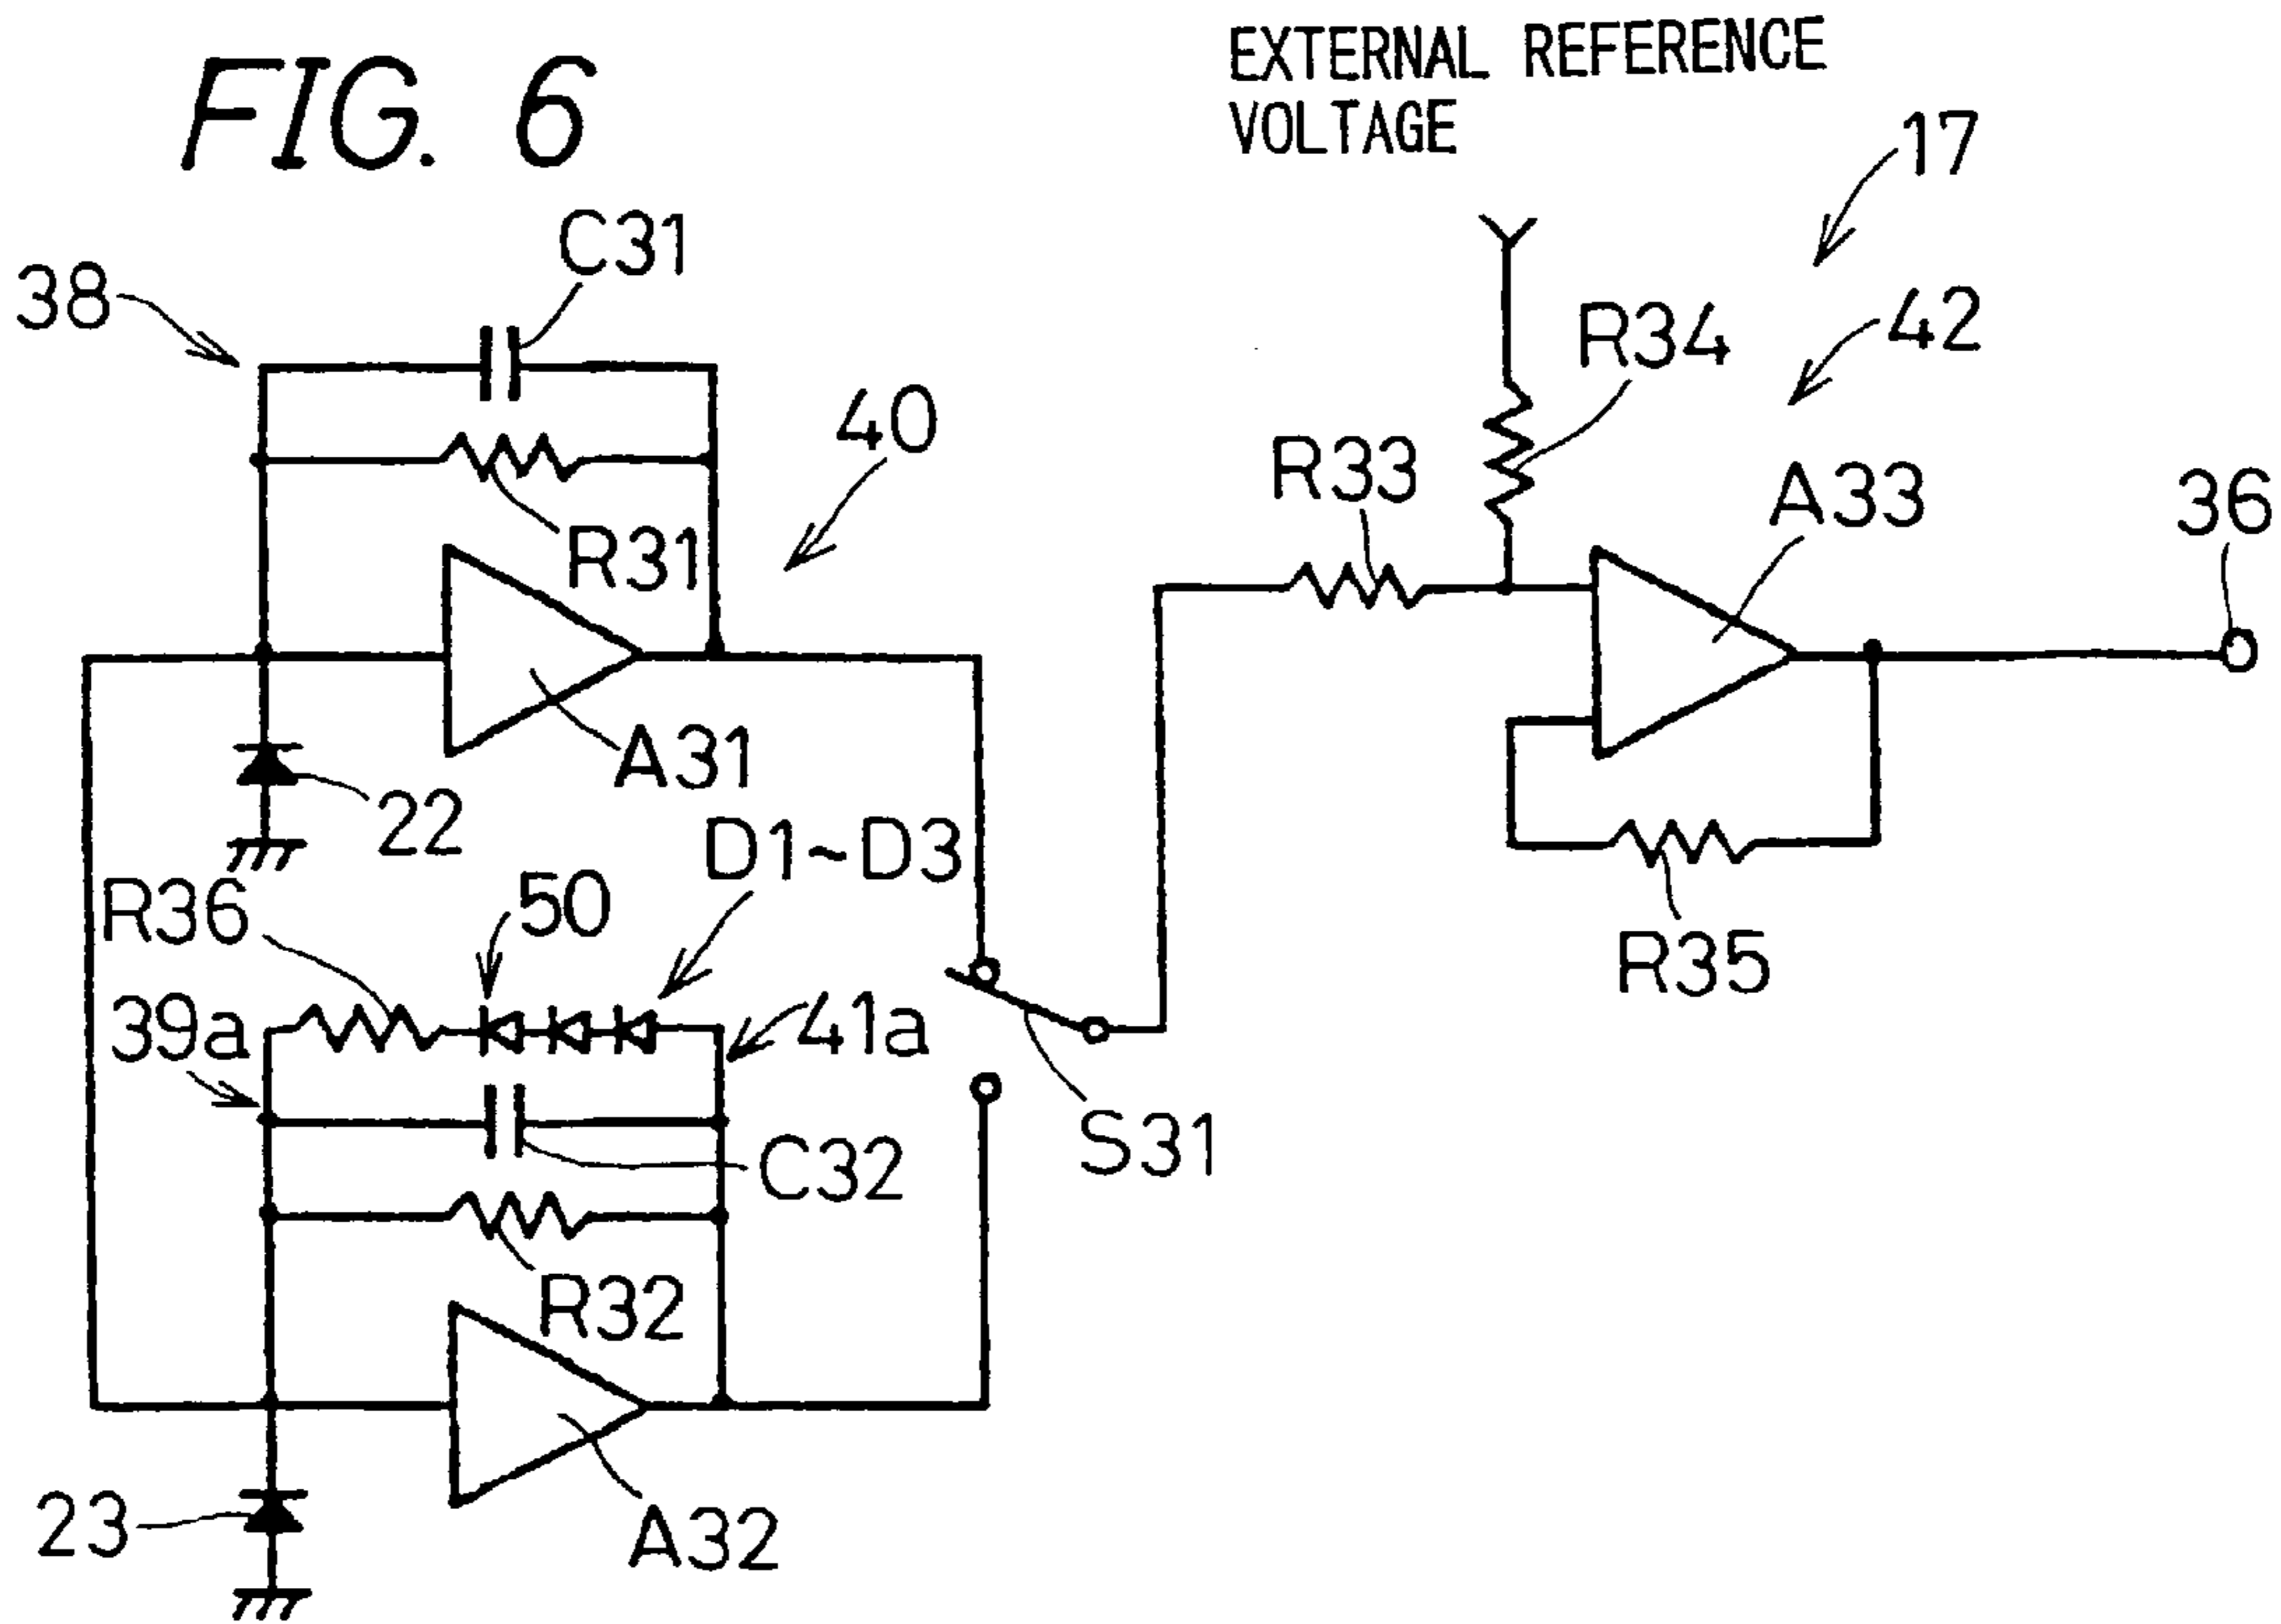 FIG. 6
EXTERNAL REFERENCE
VOLTAGE
17
C31
38
42
R34
40
R33
A33
36
R31
A31
22
D1~D3
R36
50
R35
39a
41a
S31
C32
R32
23
A32